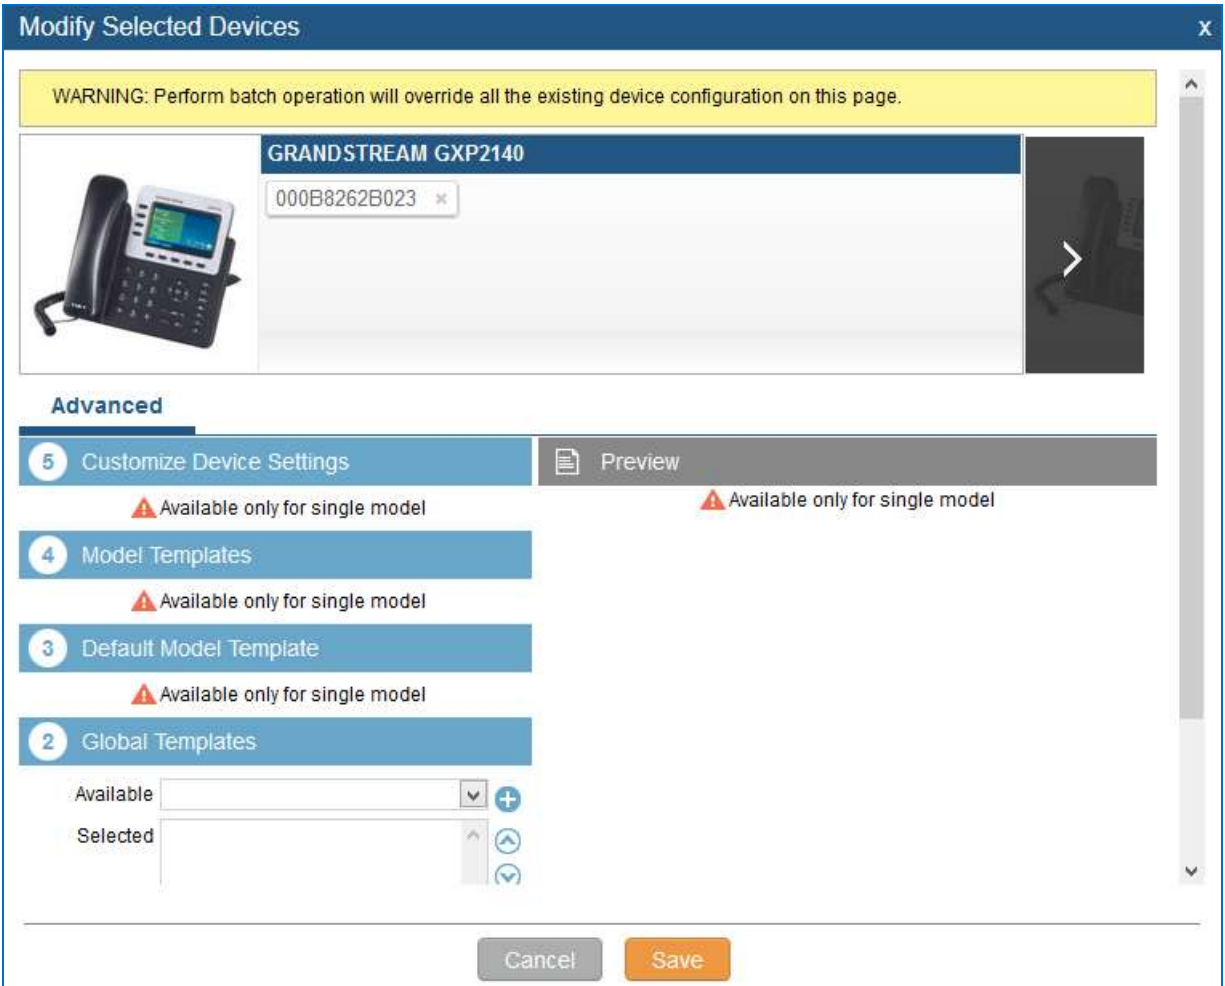 Modify Selected Devices X
WARNING: Perform batch operation will override all the existing device configuration on this page.
GRANDSTREAM GXP2140
000B8262B023 ×
Advanced
5 Customize Device Settings
Available only for single model
4 Model Templates
Available only for single model
3 Default Model Template
Available only for single model
2 Global Templates
Available
Selected
Preview
Available only for single model
Cancel
Save